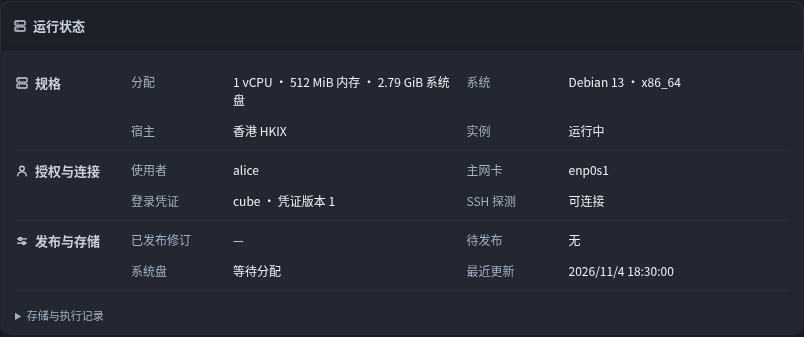 运行状态
规格
分配
1 vCPU · 512 MiB 内存 · 2.79 GiB 系统
盘
系统
Debian 13 · x86_64
宿主
香港 HKIX
实例
运行中
授权与连接
使用者
alice
主网卡
enp0s1
登录凭证
cube · 凭证版本 1
SSH 探测
可连接
发布与存储
已发布修订
—
待发布
无
系统盘
等待分配
最近更新
2026/11/4 18:30:00
▶ 存储与执行记录